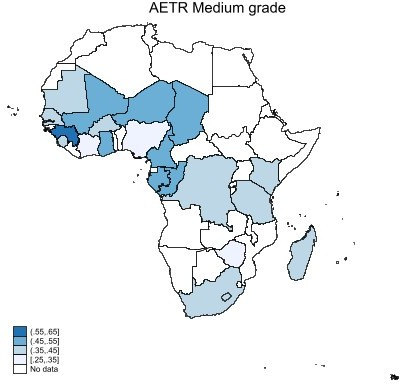 AETR Medium grade
(.55,.65]
(.45,.55]
(.35,.45]
[.25,.35]
No data